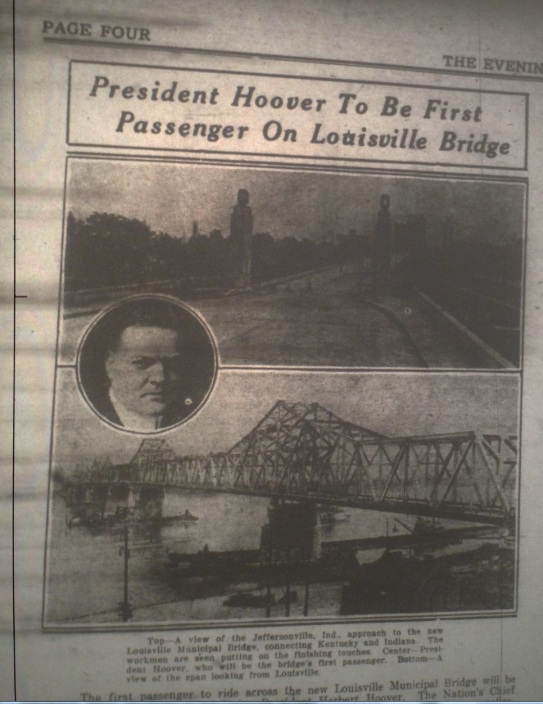 PAGE FOUR
THE EVENIN
President Hoover To Be First
Passenger On Louisville Bridge
Top—A view of the Jeffersonville, Ind., approach to the new
Louisville Municipal Bridge, connecting Kentucky and Indiana. The
workmen are seen putting on the finishing touches. Center—Presi-
dent Hoover, who will be the bridge's first passenger. Bottom—A
view of the span looking from Louisville.
The first passenger to ride across the new Louisville Municipal Bridge will be
President Herbert Hoover. The Nation's Chief